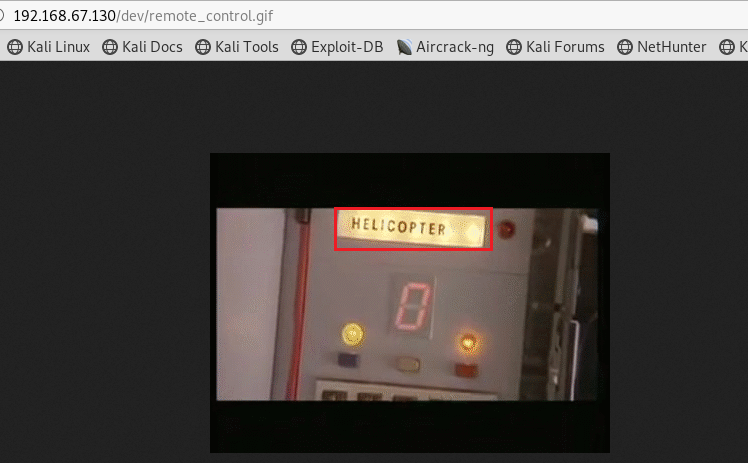 192.168.67.130/dev/remote_control.gif
Kali Linux Kali Docs Kali Tools Exploit-DB Aircrack-ng Kali Forums NetHunter K
HELICOPTER
0